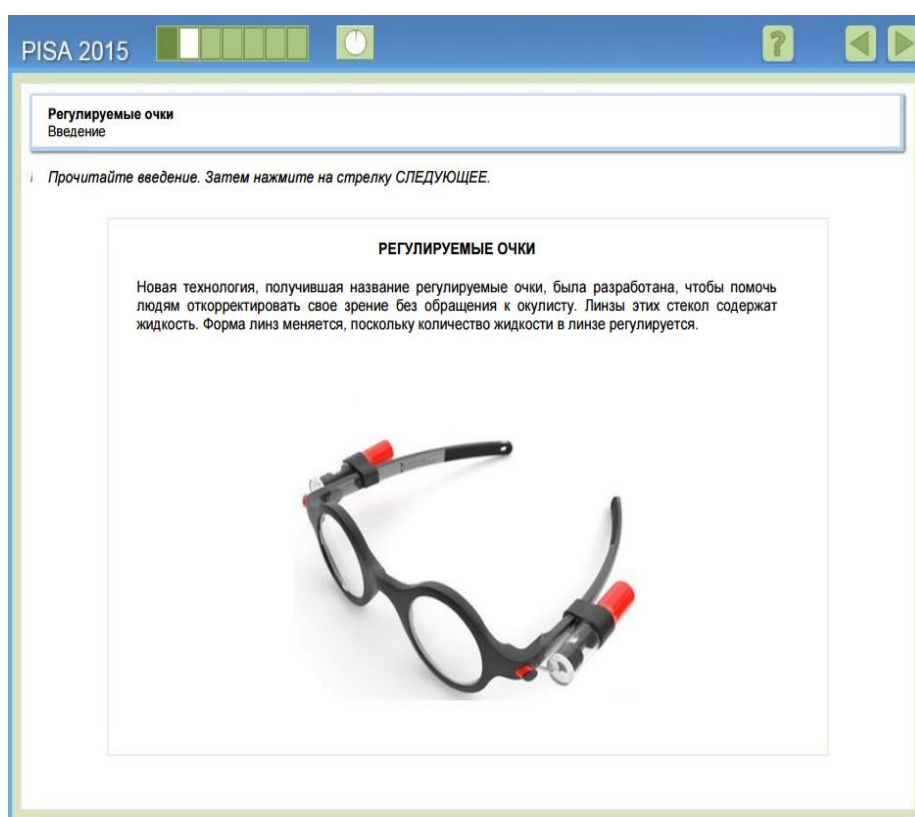 PISA 2015
?
Регулируемые очки
Введение
Прочитайте введение. Затем нажмите на стрелку СЛЕДУЮЩЕЕ.
РЕГУЛИРУЕМЫЕ ОЧКИ
Новая технология, получившая название регулируемые очки, была разработана, чтобы помочь
людям откорректировать свое зрение без обращения к окулисту. Линзы этих стекол содержат
жидкость. Форма линз меняется, поскольку количество жидкости в линзе регулируется.